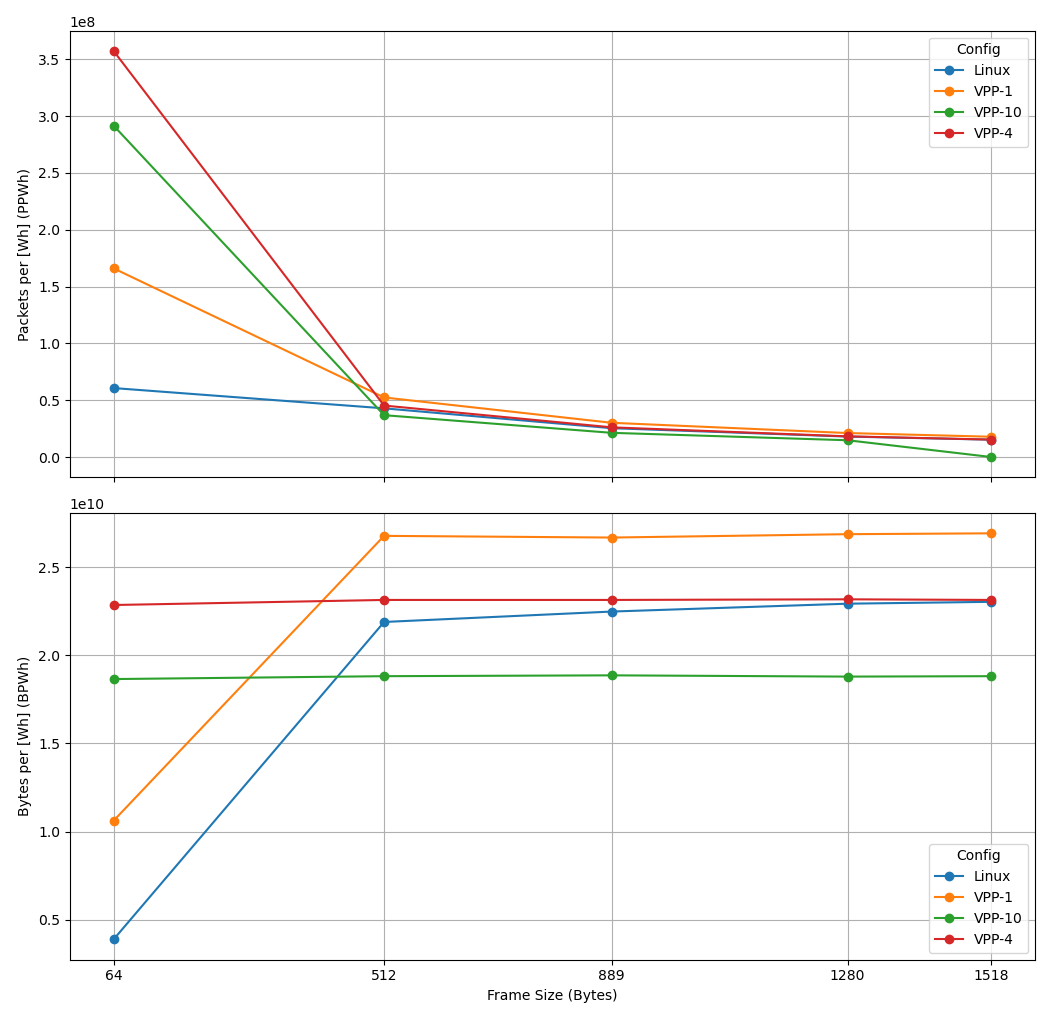 1e8
3.5
3.0
2.5
2.0
1.5
1.0
0.5
0.0
Packets per [Wh] (PPWh)
Config
Linux
VPP-1
VPP-10
VPP-4
1e10
2.5
2.0
1.5
1.0
0.5
Bytes per [Wh] (BPWh)
Config
Linux
VPP-1
VPP-10
VPP-4
64 512 889 1280 1518
Frame Size (Bytes)